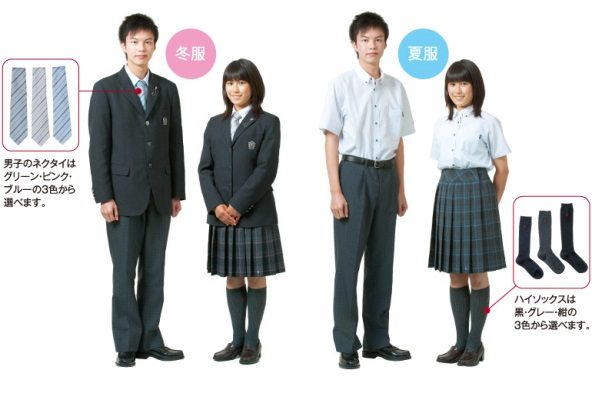 冬服
夏服
男子のネクタイは
グリーン・ピンク・
ブルーの3色から
選べます。
ハイソックスは
黒・グレー・紺の
3色から選べます。